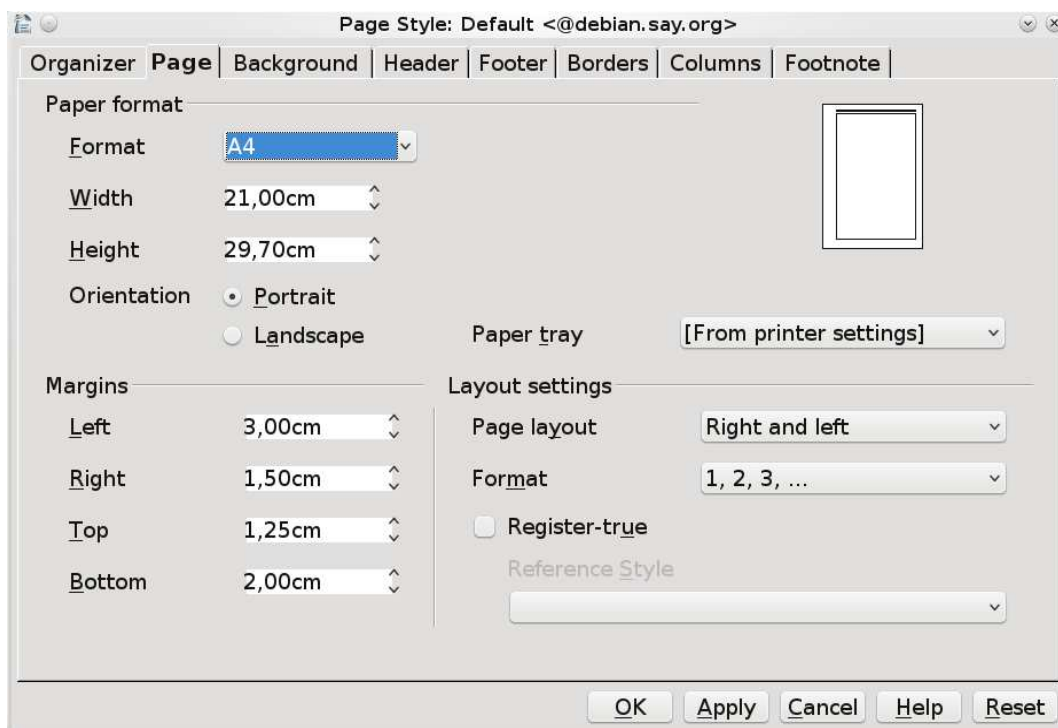 Page Style: Default <@debian.say.org>
Organizer Page Background Header Footer Borders Columns Footnote
Paper format
Format A4
Width 21,00cm
Height 29,70cm
Orientation Portrait
Landscape
Paper tray [From printer settings]
Margins
Left 3,00cm
Right 1,50cm
Top 1,25cm
Bottom 2,00cm
Layout settings
Page layout Right and left
Format 1, 2, 3, ...
Register-true
Reference Style
OK Apply Cancel Help Reset